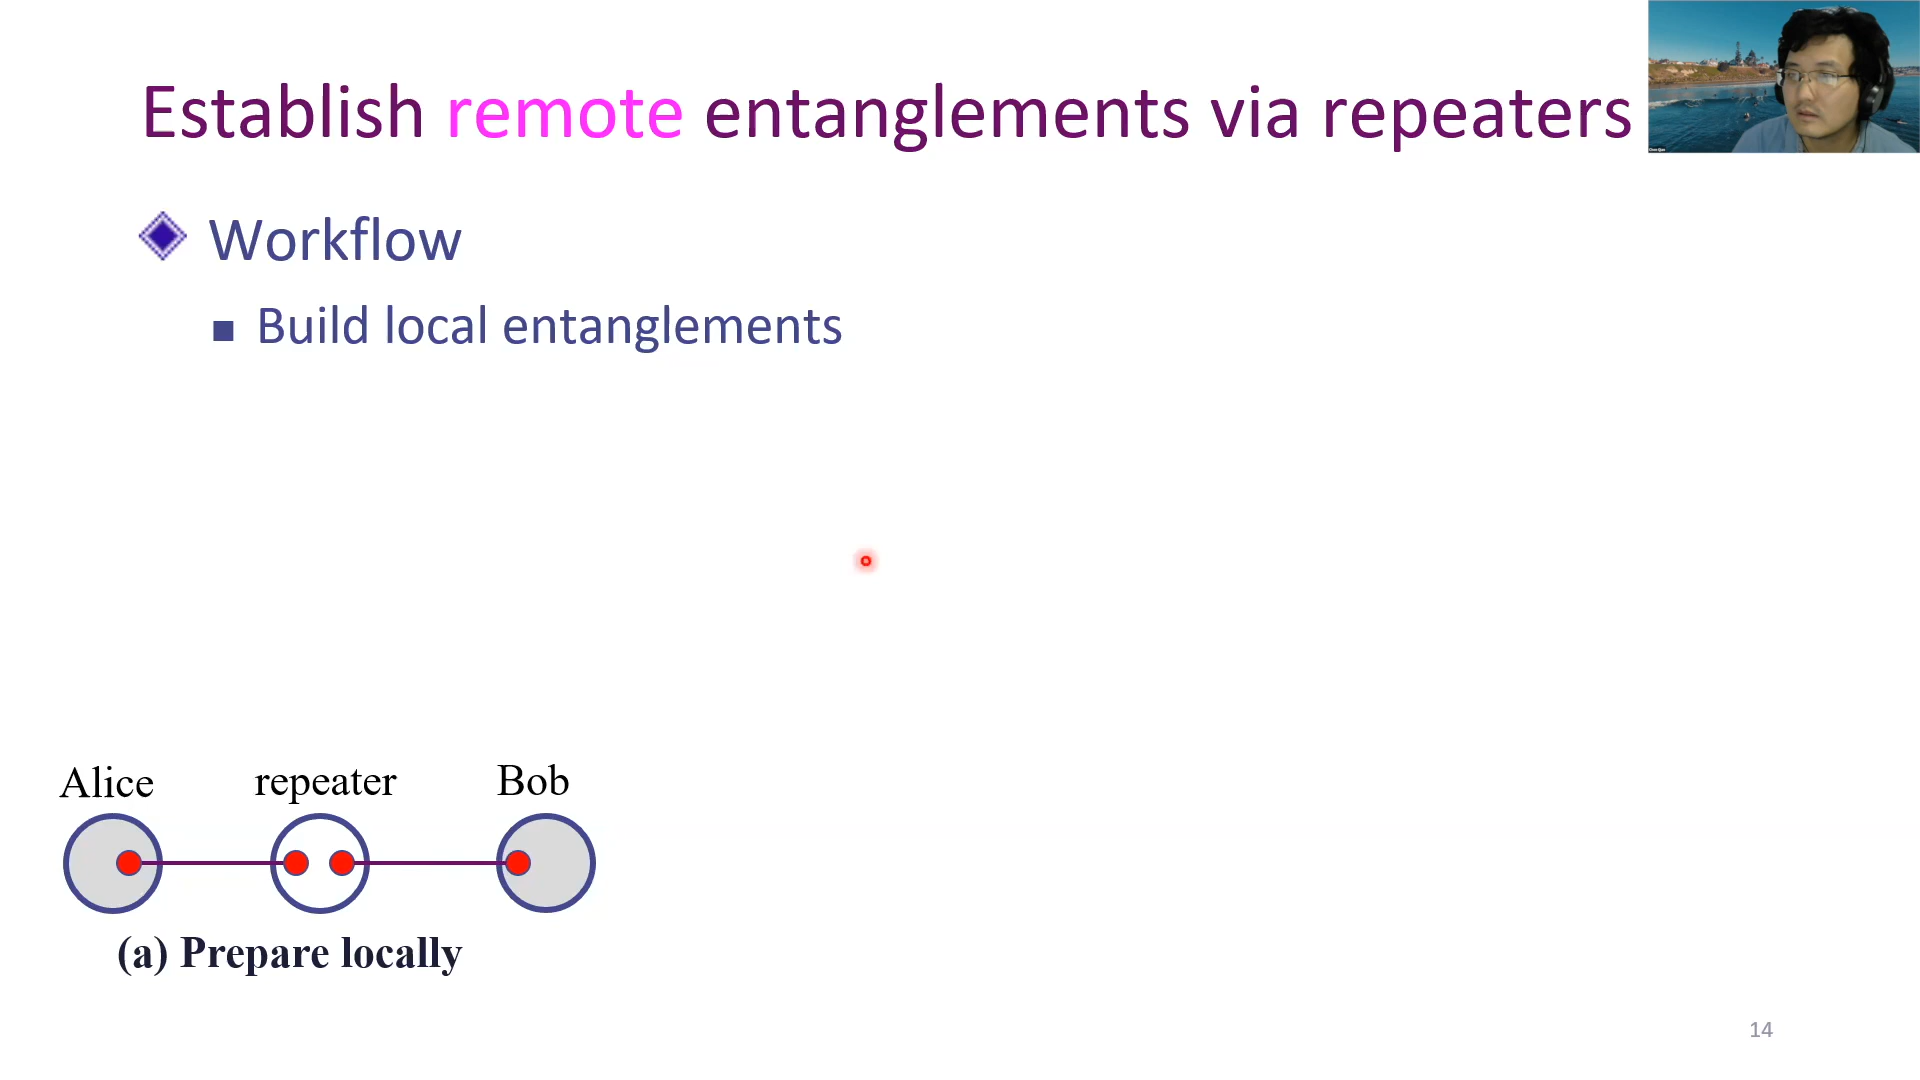 Establish remote entanglements via repeaters
Workflow
Build local entanglements
Alice repeater Bob
(a) Prepare locally
14